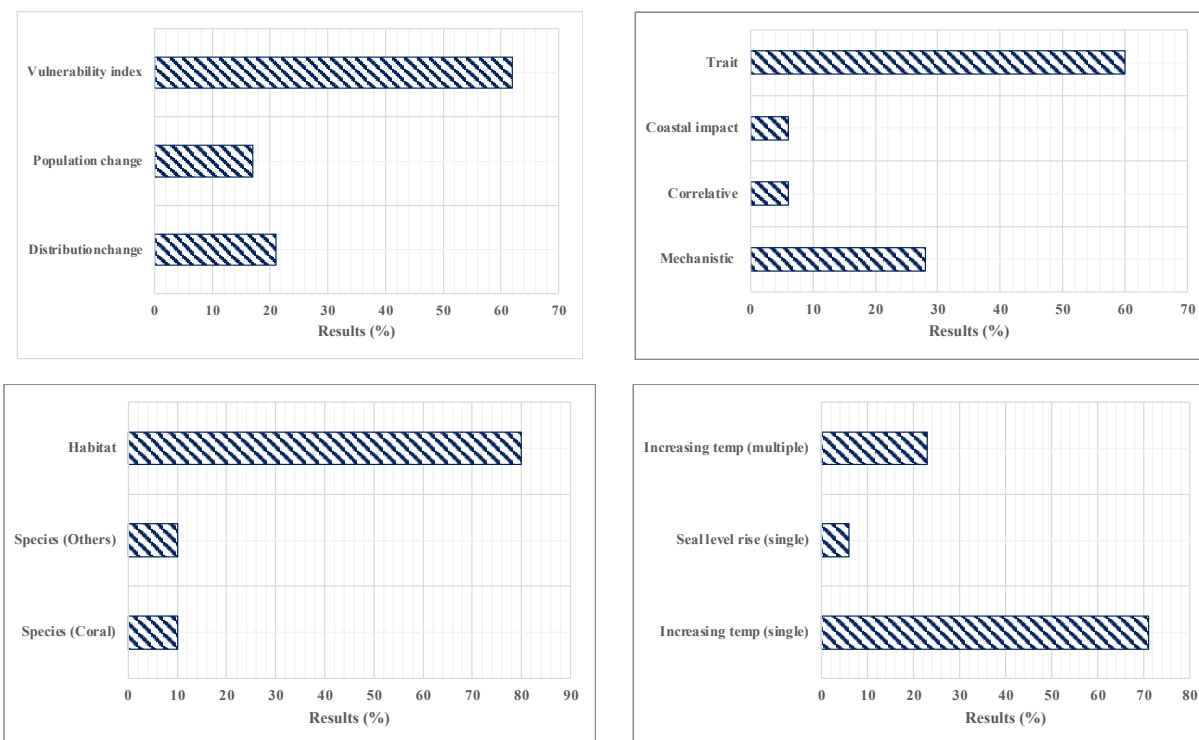 Vulnerability index
Population change
Distributionchange
0 10 20 30 40 50 60 70
Results (%)
Trait
Coastal impact
Correlative
Mechanistic
0 10 20 30 40 50 60 70
Results (%)
Habitat
Species (Others)
Species (Coral)
0 10 20 30 40 50 60 70 80 90
Results (%)
Increasing temp (multiple)
Seal level rise (single)
Increasing temp (single)
0 10 20 30 40 50 60 70 80
Results (%)